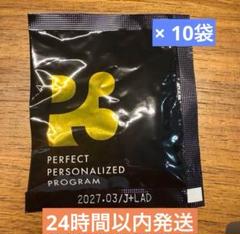 × 10袋
PERFECT
PERSONALIZED
PROGRAM
2027.03/J+LAD
24時間以内発送